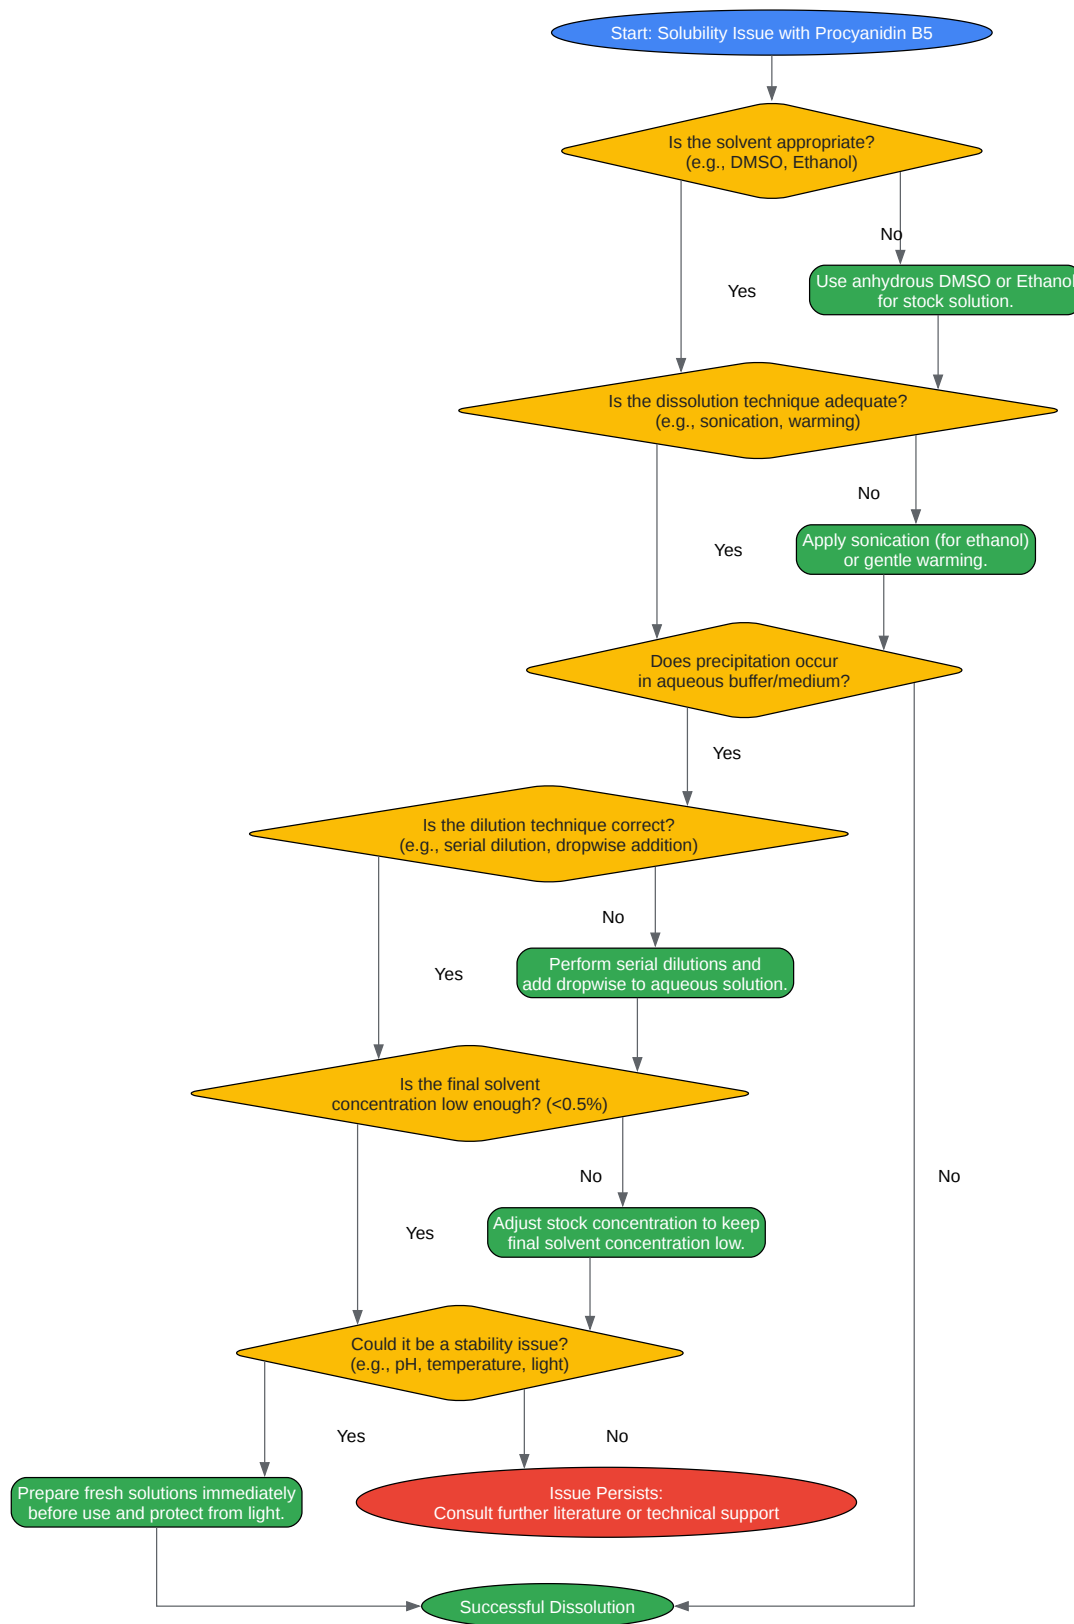 Start: Solubility Issue with Procyanidin B5
Is the solvent appropriate?
(e.g., DMSO, Ethanol)
No
Use anhydrous DMSO or Ethanol
for stock solution.
Yes
Is the dissolution technique adequate?
(e.g., sonication, warming)
No
Apply sonication (for ethanol)
or gentle warming.
Yes
Does precipitation occur
in aqueous buffer/medium?
Yes
Is the dilution technique correct?
(e.g., serial dilution, dropwise addition)
No
Perform serial dilutions and
add dropwise to aqueous solution.
Yes
Is the final solvent
concentration low enough? (<0.5%)
No
No
Adjust stock concentration to keep
final solvent concentration low.
Yes
Could it be a stability issue?
(e.g., pH, temperature, light)
Yes
No
Prepare fresh solutions immediately
before use and protect from light.
Issue Persists:
Consult further literature or technical support
Successful Dissolution